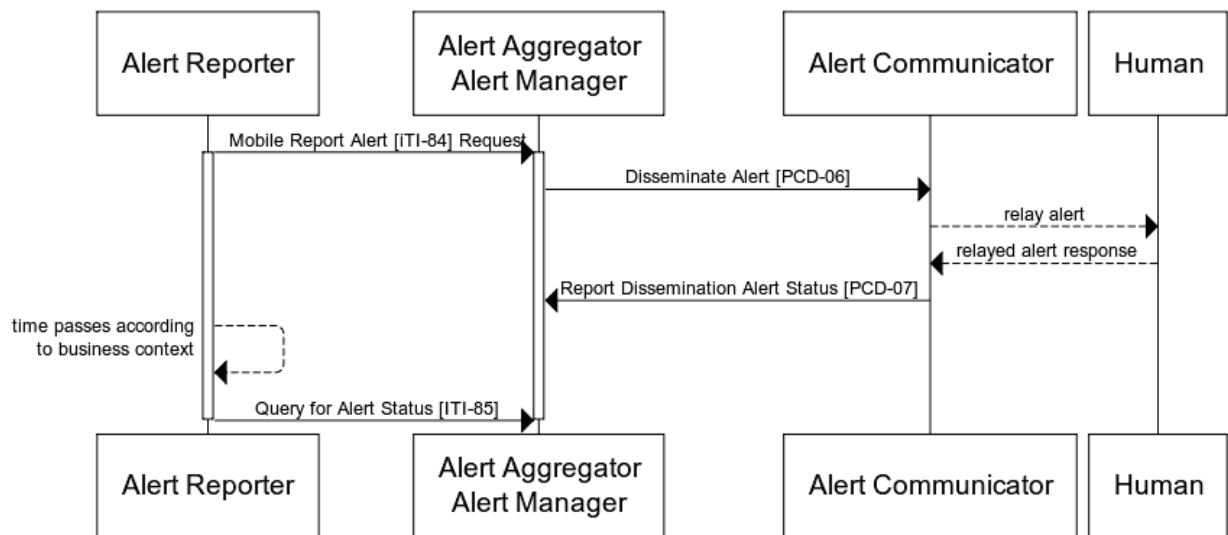 Alert Reporter
Alert Aggregator
Alert Manager
Alert Communicator
Human
Mobile Report Alert [iTI-84] Request
Disseminate Alert [PCD-06]
relay alert
relayed alert response
Report Dissemination Alert Status [PCD-07]
time passes according
to business context
Query for Alert Status [ITI-85]
Alert Reporter
Alert Aggregator
Alert Manager
Alert Communicator
Human